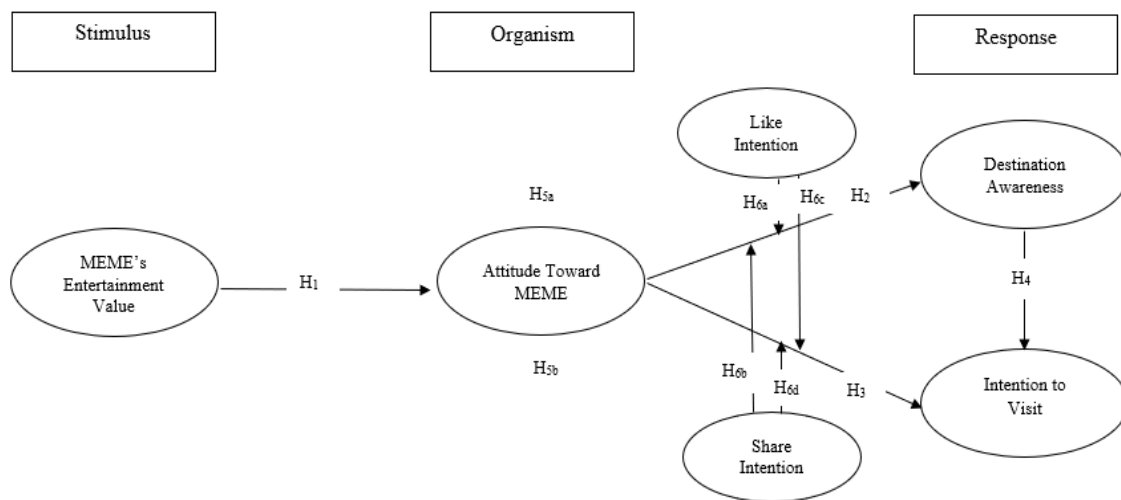 Stimulus
Organism
Response
Like
Intention
Destination
Awareness
H5a
H6a
H6c
H2
MEME's
Entertainment
Value
H1
Attitude Toward
MEME
H4
H5b
H6b
H6d
H3
Intention to
Visit
Share
Intention